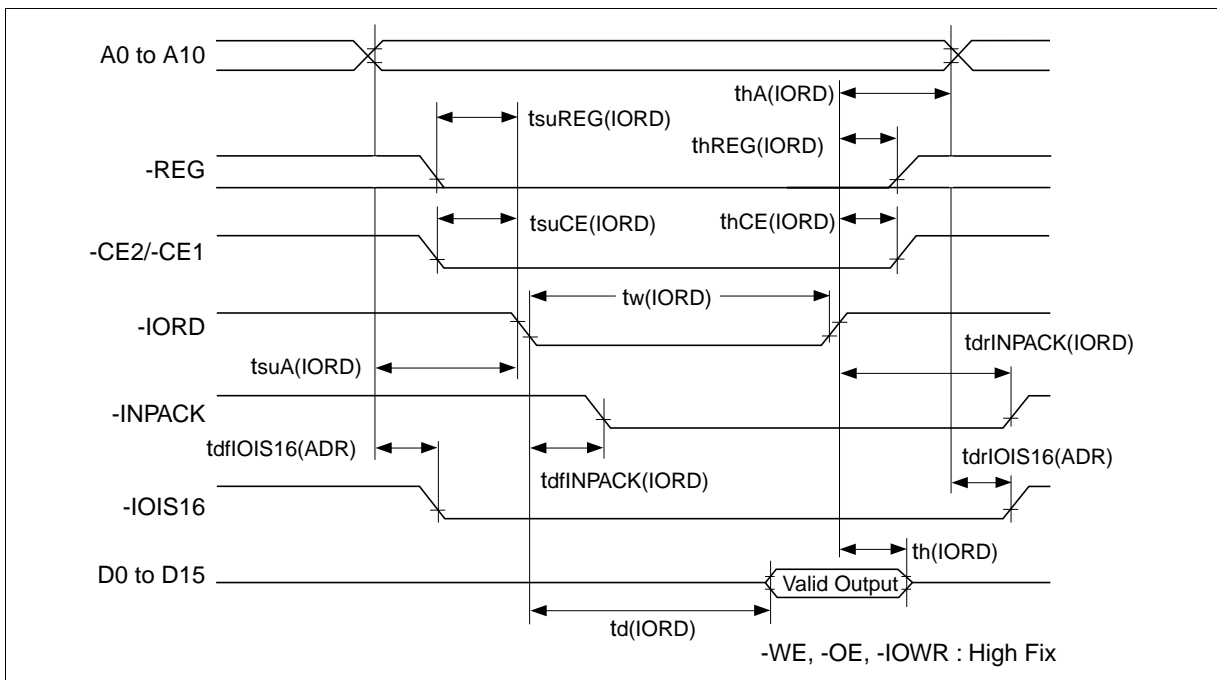 A0 to A10
thA(IORD)
tsuREG(IORD)
thREG(IORD)
-REG
tsuCE(IORD)
thCE(IORD)
-CE2/-CE1
tw(IORD)
-IORD
tdrINPACK(IORD)
tsuA(IORD)
-INPACK
tdfIOIS16(ADR)
tdrIOIS16(ADR)
tdfINPACK(IORD)
-IOIS16
th(IORD)
D0 to D15
Valid Output
td(IORD)
-WE, -OE, -IOWR : High Fix